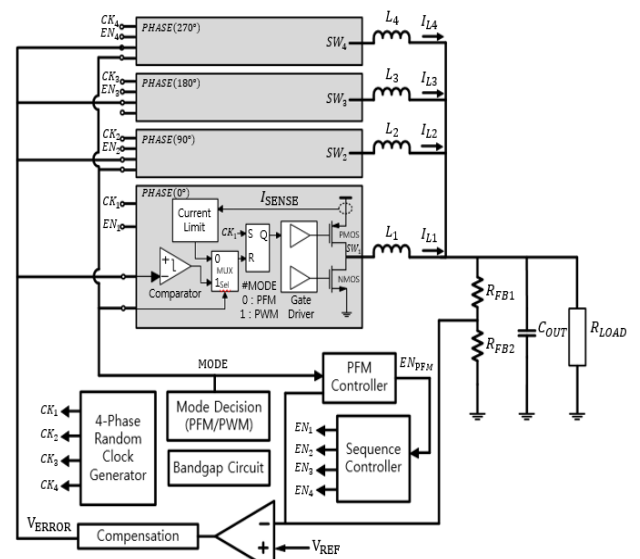 CK4
EN4
PHASE(270°)
SW4
L4
IL4
CK3
EN3
PHASE(180°)
SW3
L3
IL3
CK2
EN2
PHASE(90°)
SW2
L2
IL2
CK1
EN1
PHASE(0°)
ISENSE
Current
Limit
CK1
S
Q
R
0
MUX
1
Sel
+
−
Comparator
#MODE
0 : PFM
1 : PWM
Gate
Driver
PMOS
NMOS
SW1
L1
IL1
RFB1
RFB2
COUT
RLOAD
MODE
Mode Decision
(PFM/PWM)
Bandgap Circuit
PFM
Controller
ENPFM
Sequence
Controller
EN1
EN2
EN3
EN4
4-Phase
Random
Clock
Generator
CK1
CK2
CK3
CK4
VERROR
Compensation
−
+
VREF